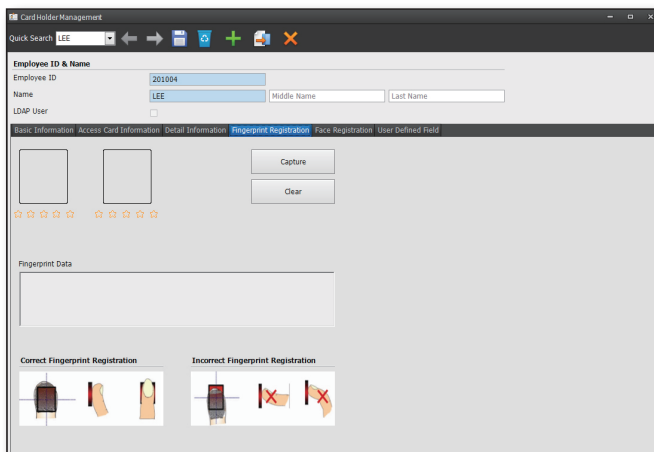 Card Holder Management
Quick Search LEE
Employee ID & Name
Employee ID 201004
Name LEE Middle Name Last Name
LDAP User
Basic Information Access Card Information Detail Information Fingerprint Registration Face Registration User Defined Field
Capture
Clear
Fingerprint Data
Correct Fingerprint Registration Incorrect Fingerprint Registration